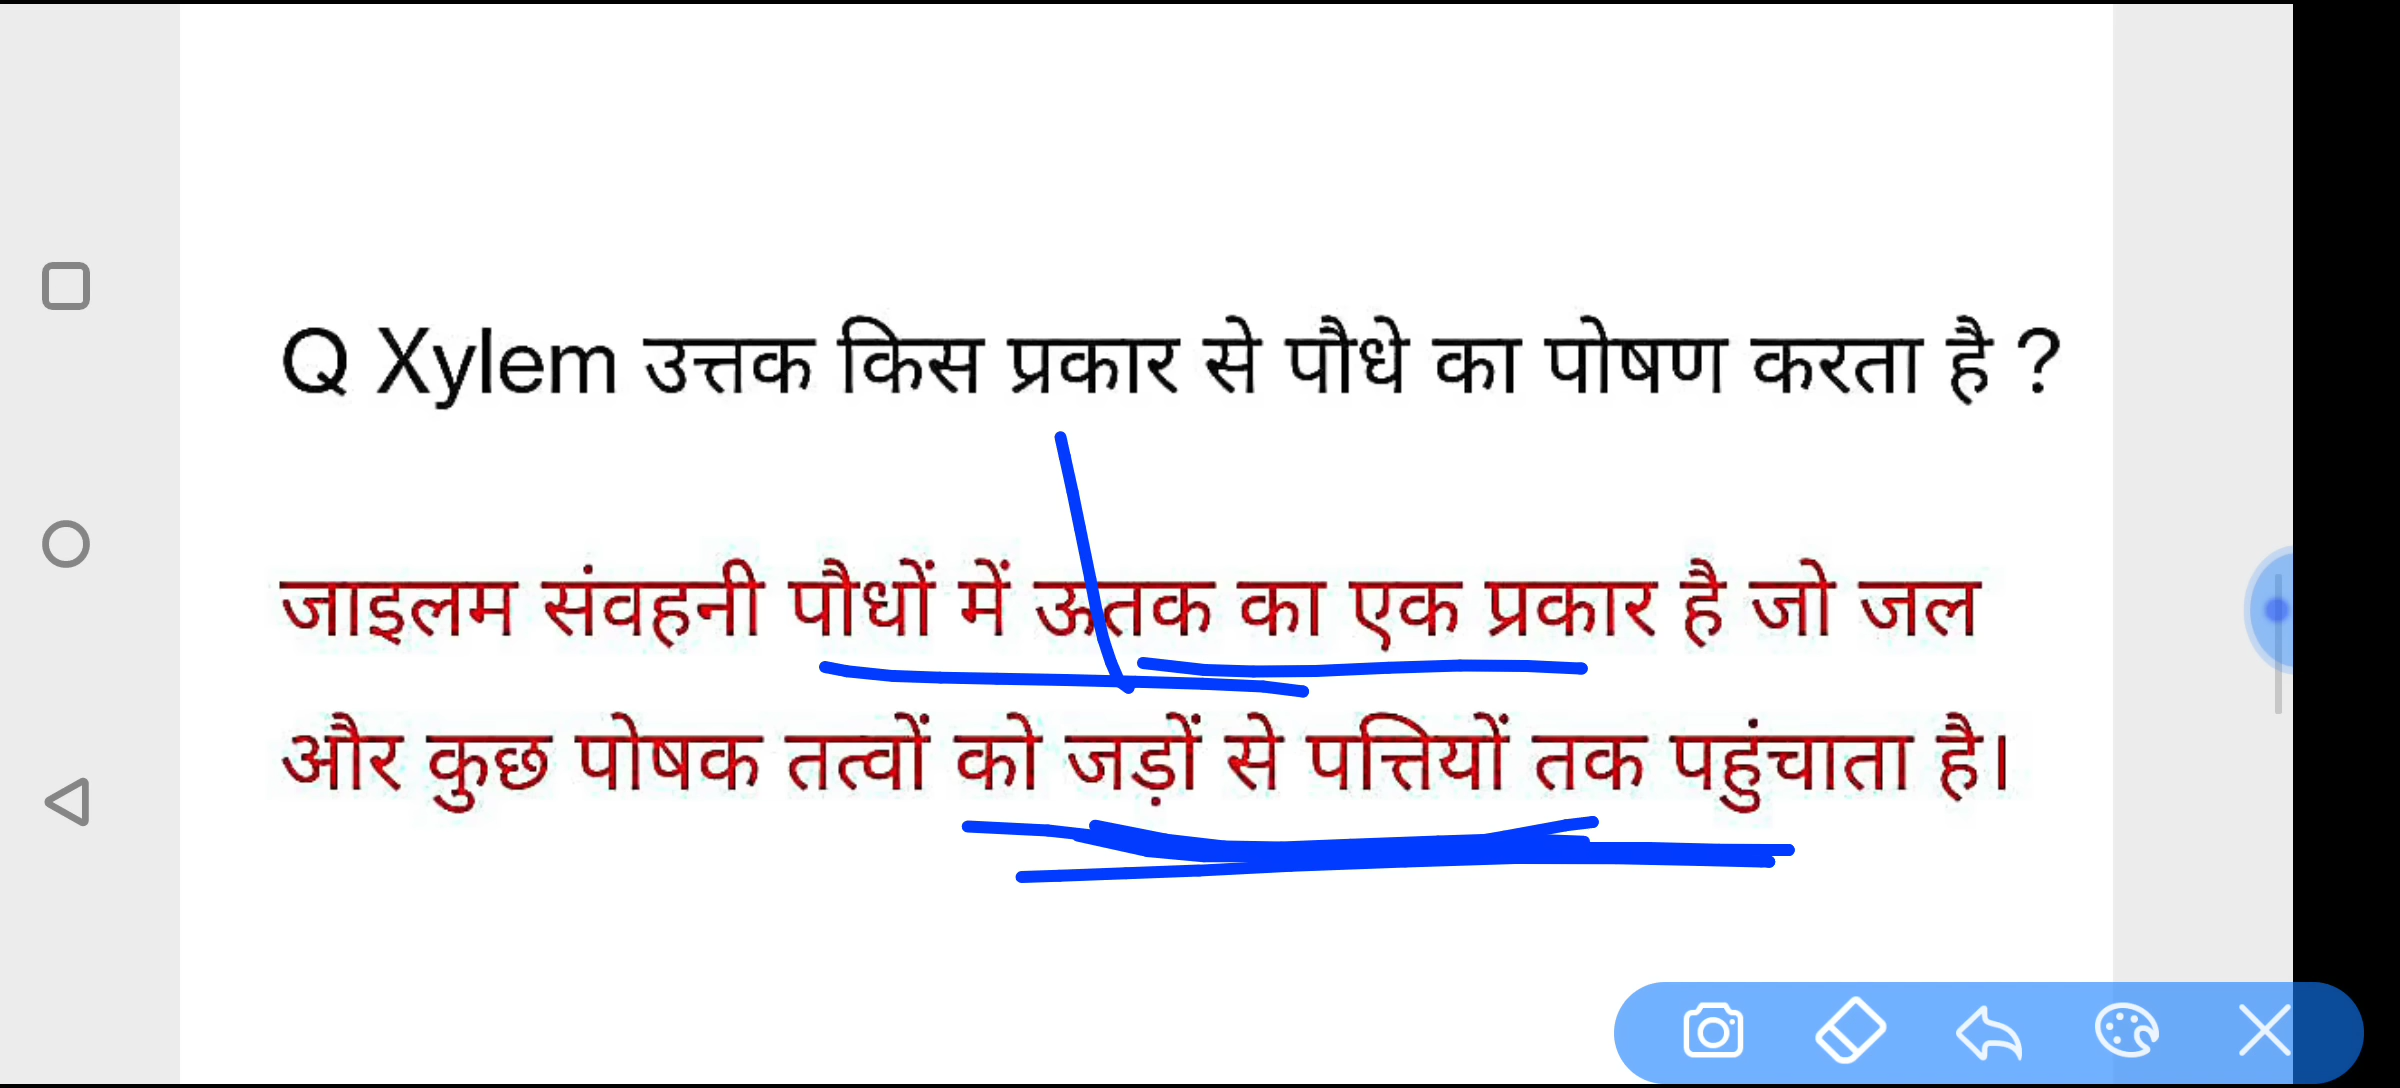 Q Xylem उत्तक किस प्रकार से पौधे का पोषण करता है ?
जाइलम संवहनी पौधों में ऊतक का एक प्रकार है जो जल
और कुछ पोषक तत्वों को जड़ों से पत्तियों तक पहुंचाता है।